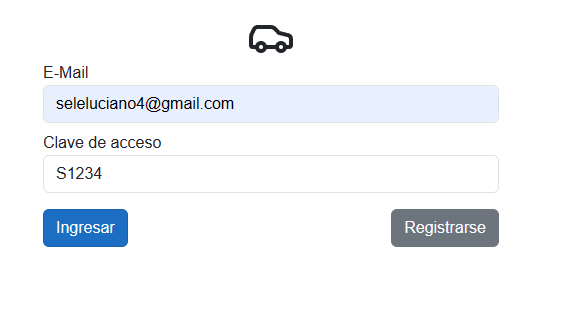 E-Mail
seleluciano4@gmail.com
Clave de acceso
S1234
Ingresar
Registrarse